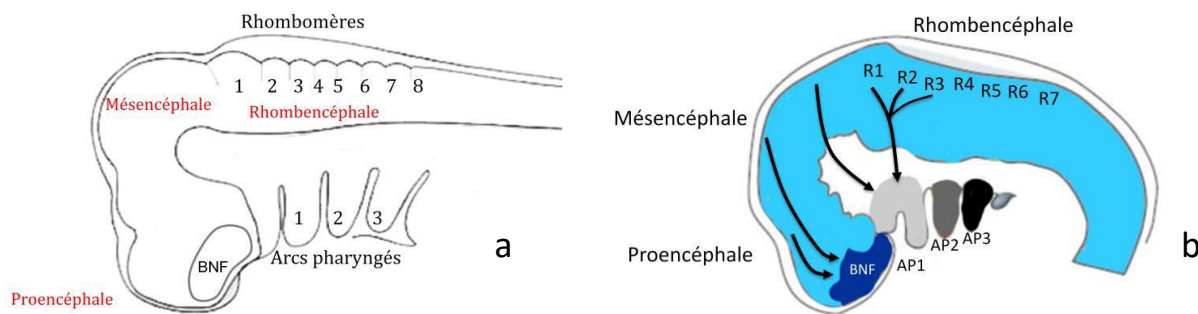 Rhombomères
1 2 3 4 5 6 7 8
Mésencéphale
Rhombencéphale
1 2 3
BNF
Arcs pharyngés
Proencéphale
a
Rhombencéphale
R1 R2 R3 R4 R5 R6 R7
Mésencéphale
Proencéphale
BNF
AP1
AP2
AP3
b